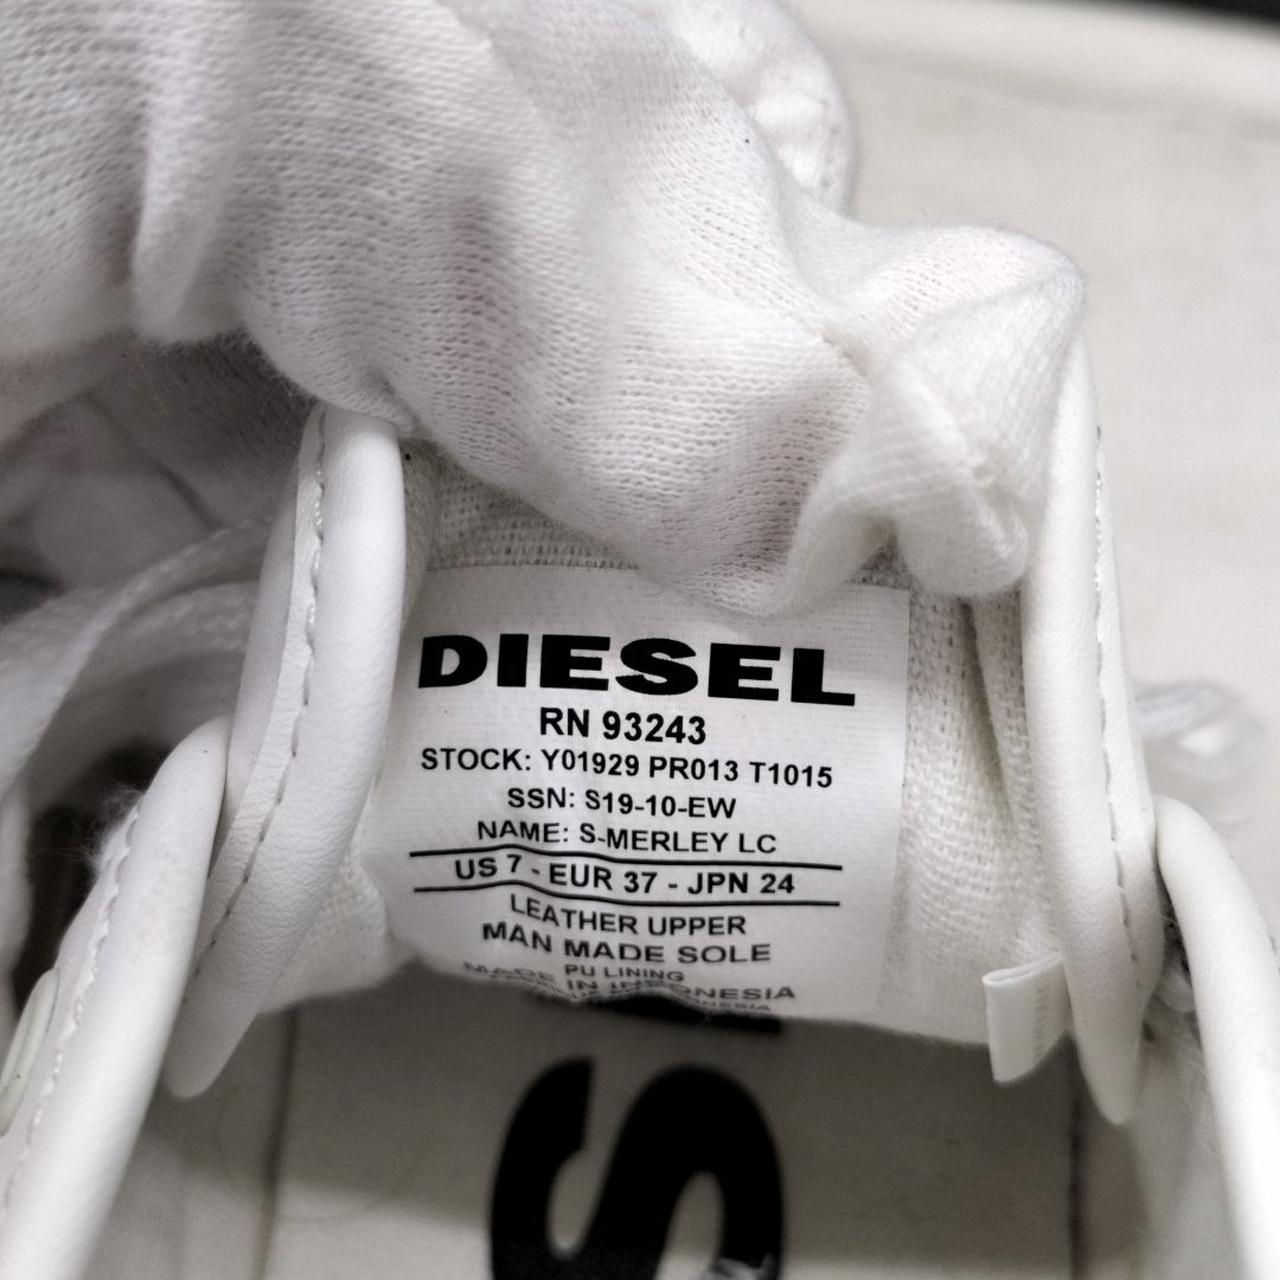 DIESEL
RN 93243
STOCK: Y01929 PR013 T1015
SSN: S19-10-EW
NAME: S-MERLEY LC
US 7 - EUR 37 - JPN 24
LEATHER UPPER
MAN MADE SOLE
PU LINING
MADE IN INDONESIA
S